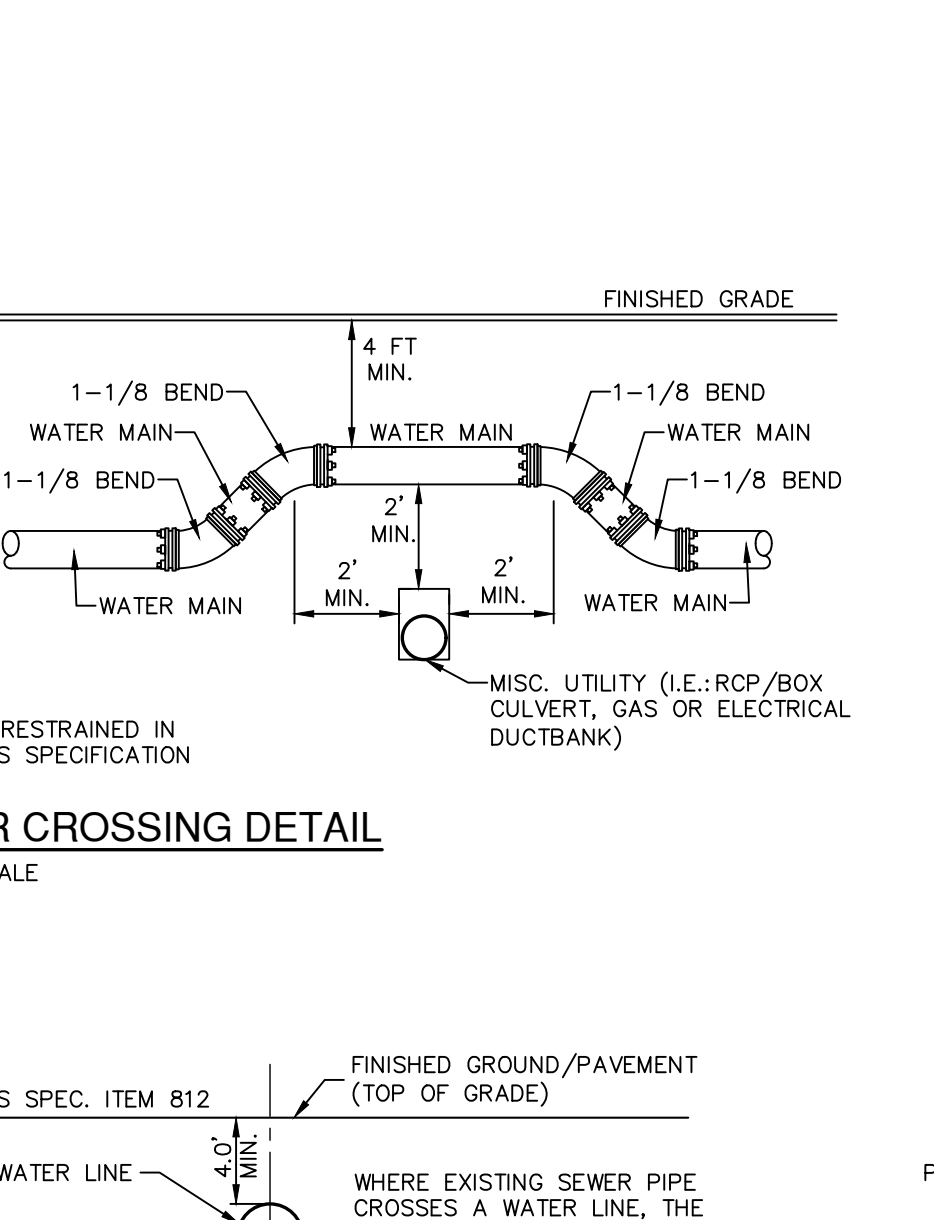 FINISHED GRADE
4 FT
MIN.
1-1/8 BEND
1-1/8 BEND
WATER MAIN
WATER MAIN
WATER MAIN
1-1/8 BEND
1-1/8 BEND
2'
MIN.
2'
MIN.
2'
MIN.
WATER MAIN
WATER MAIN
MISC. UTILITY (I.E.: RCP/BOX
CULVERT, GAS OR ELECTRICAL
DUCTBANK)
RESTRAINED IN
S SPECIFICATION
R CROSSING DETAIL
ALE
FINISHED GROUND/PAVEMENT
(TOP OF GRADE)
S SPEC. ITEM 812
4.0'
MIN.
WATER LINE
WHERE EXISTING SEWER PIPE
CROSSES A WATER LINE, THE
P